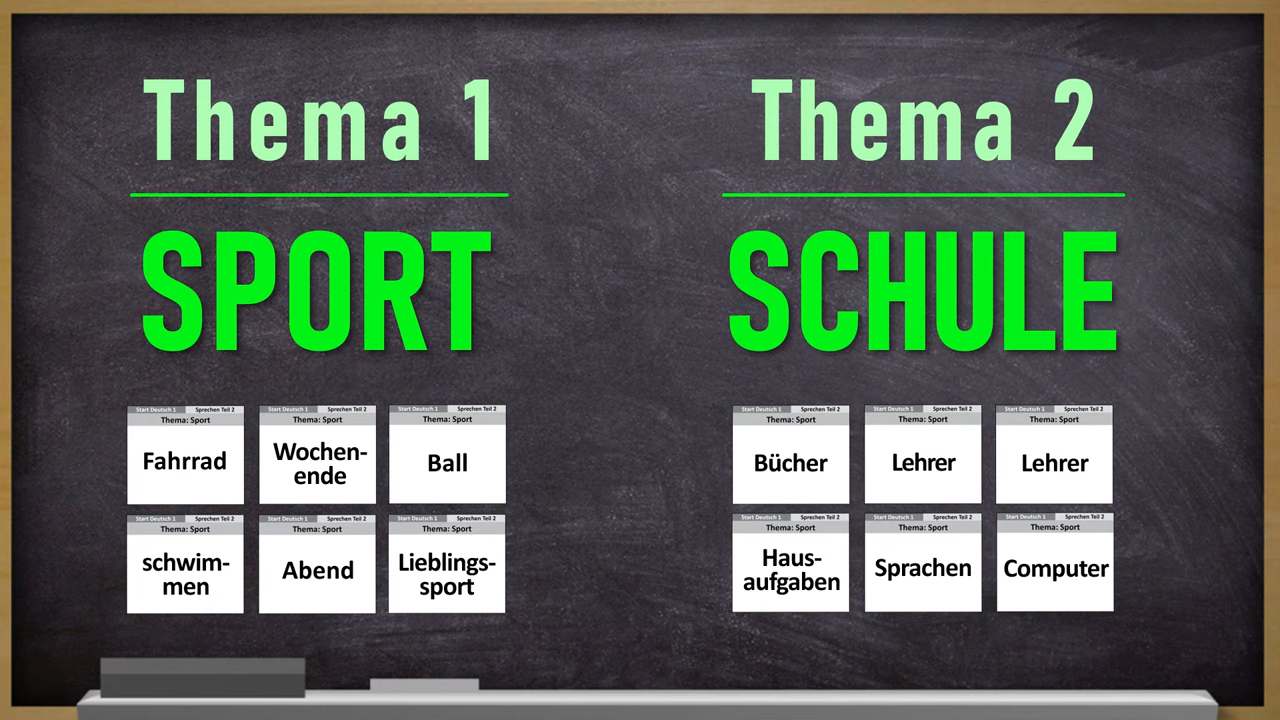 Thema 1
SPORT
Start Deutsch 1 Sprechen Teil 2
Thema: Sport
Fahrrad
Start Deutsch 1 Sprechen Teil 2
Thema: Sport
Wochen-
ende
Start Deutsch 1 Sprechen Teil 2
Thema: Sport
Ball
Start Deutsch 1 Sprechen Teil 2
Thema: Sport
schwim-
men
Start Deutsch 1 Sprechen Teil 2
Thema: Sport
Abend
Start Deutsch 1 Sprechen Teil 2
Thema: Sport
Lieblings-
sport
Thema 2
SCHULE
Start Deutsch 1 Sprechen Teil 2
Thema: Sport
Bücher
Start Deutsch 1 Sprechen Teil 2
Thema: Sport
Lehrer
Start Deutsch 1 Sprechen Teil 2
Thema: Sport
Lehrer
Start Deutsch 1 Sprechen Teil 2
Thema: Sport
Haus-
aufgaben
Start Deutsch 1 Sprechen Teil 2
Thema: Sport
Sprachen
Start Deutsch 1 Sprechen Teil 2
Thema: Sport
Computer